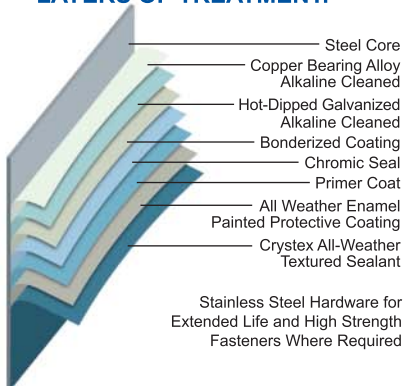 LAYERS OF TREATMENT:
Steel Core
Copper Bearing Alloy
Alkaline Cleaned
Hot-Dipped Galvanized
Alkaline Cleaned
Bonderized Coating
Chromic Seal
Primer Coat
All Weather Enamel
Painted Protective Coating
Crystex All-Weather
Textured Sealant
Stainless Steel Hardware for
Extended Life and High Strength
Fasteners Where Required